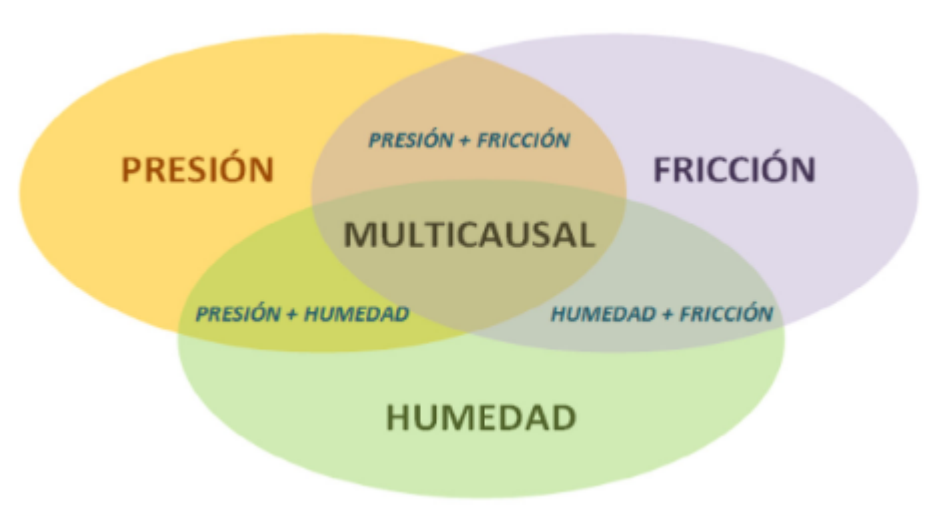 PRESIÓN + FRICCIÓN
PRESIÓN
FRICCIÓN
MULTICAUSAL
PRESIÓN + HUMEDAD
HUMEDAD + FRICCIÓN
HUMEDAD